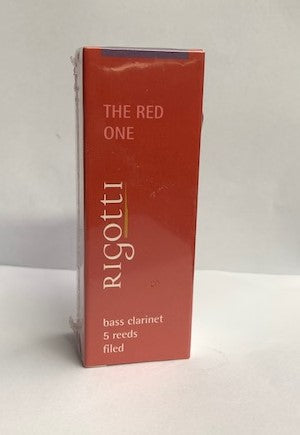 THE RED
ONE
RIGOTTI
bass clarinet
5 reeds
filed